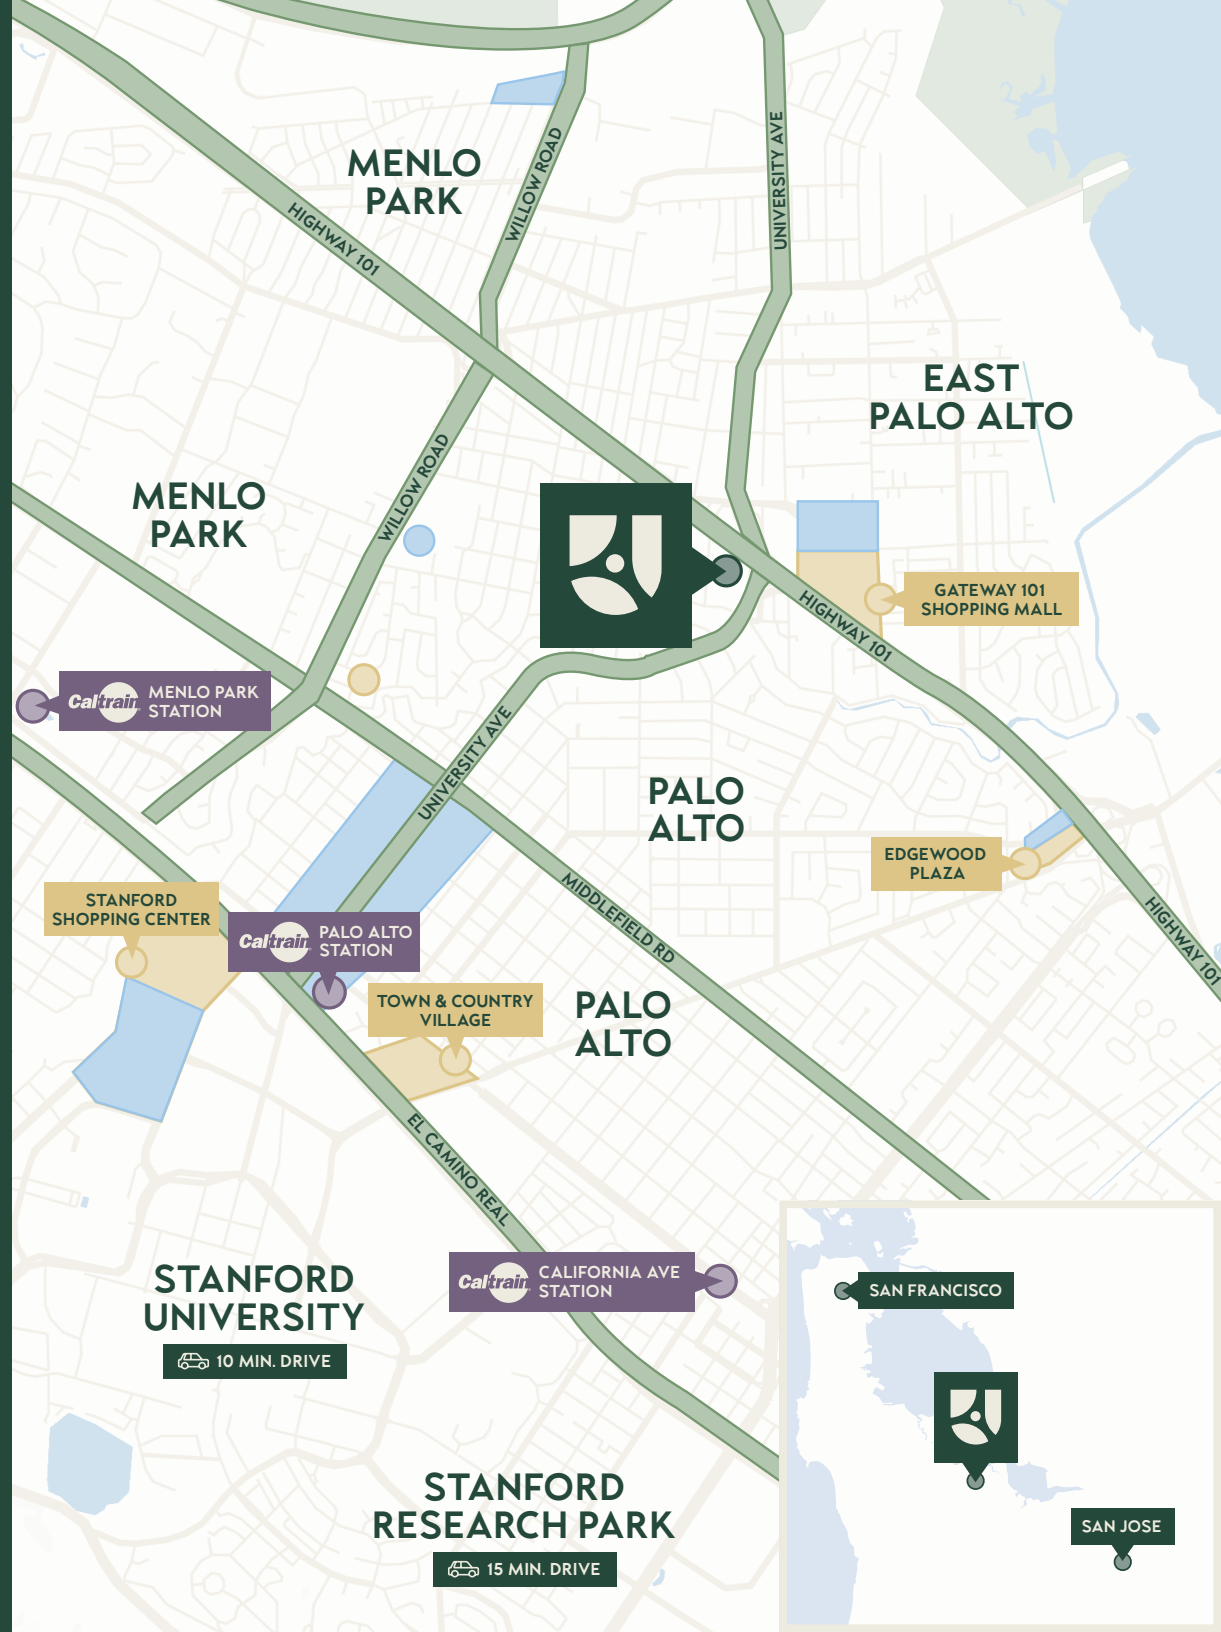 MENLO
PARK
WILLOW ROAD
UNIVERSITY AVE
HIGHWAY 101
EAST
PALO ALTO
WILLOW ROAD
MENLO
PARK
GATEWAY 101
SHOPPING MALL
HIGHWAY 101
Caltrain
MENLO PARK
STATION
UNIVERSITY AVE
PALO
ALTO
EDGEWOOD
PLAZA
STANFORD
SHOPPING CENTER
Caltrain
PALO ALTO
STATION
MIDDLEFIELD RD
HIGHWAY 101
TOWN & COUNTRY
VILLAGE
PALO
ALTO
EL CAMINO REAL
STANFORD
UNIVERSITY
10 MIN. DRIVE
Caltrain
CALIFORNIA AVE
STATION
SAN FRANCISCO
STANFORD
RESEARCH PARK
15 MIN. DRIVE
SAN JOSE